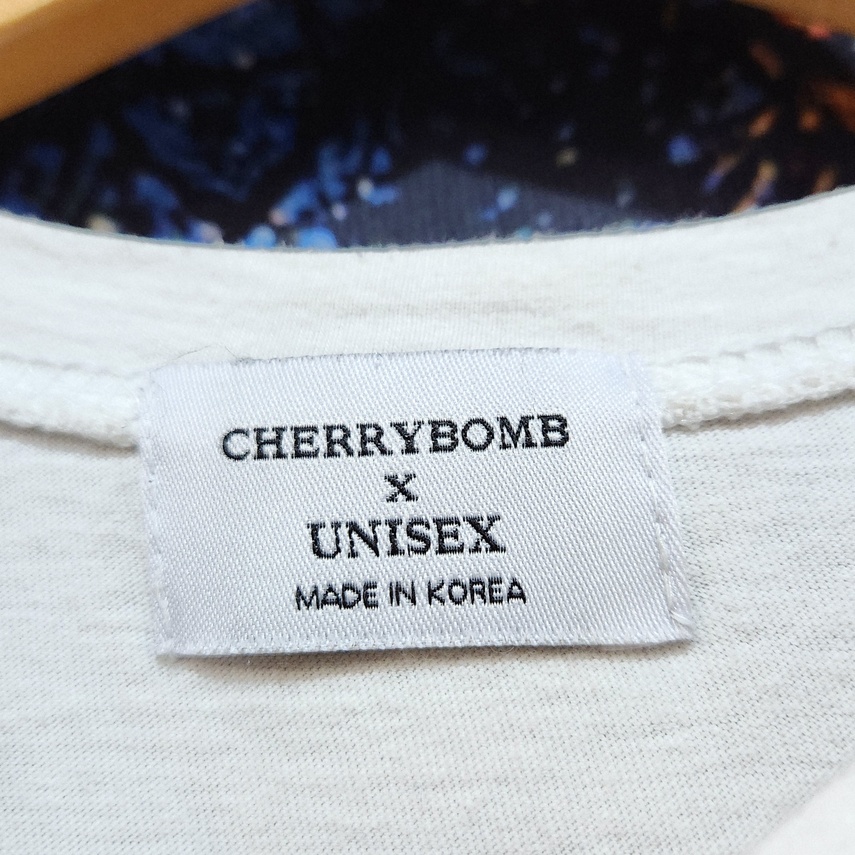 CHERRYBOMB
X
UNISEX
MADE IN KOREA